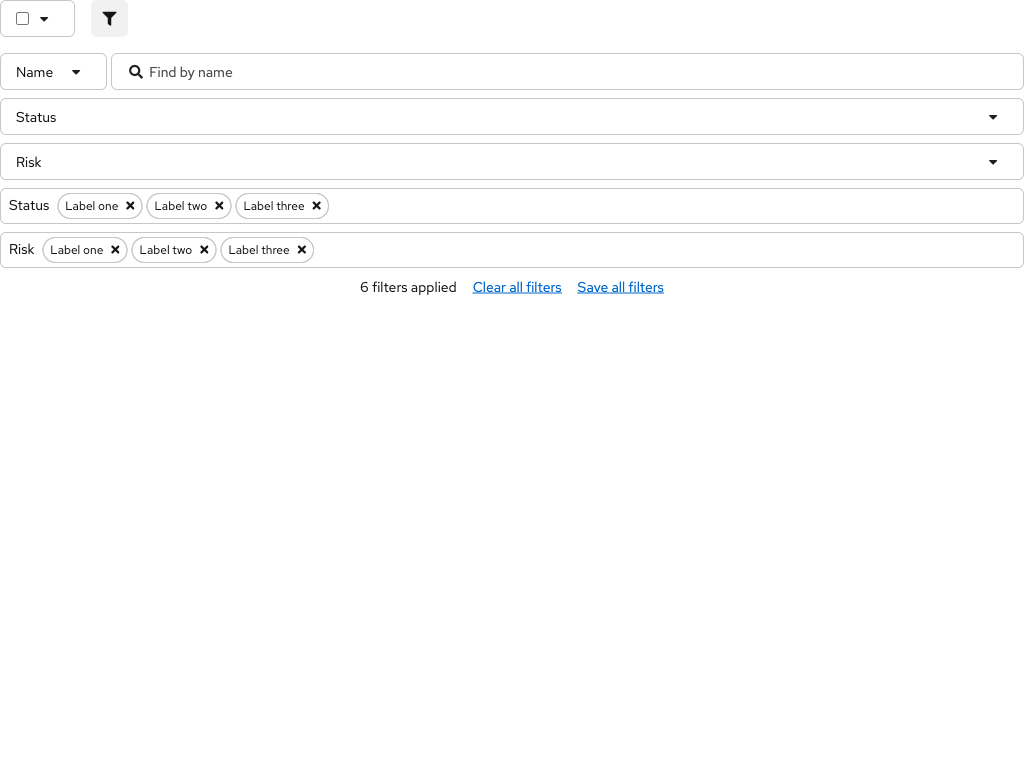 Name Find by name
Status
Risk
Status Label one Label two Label three
Risk Label one Label two Label three
6 filters applied Clear all filters Save all filters